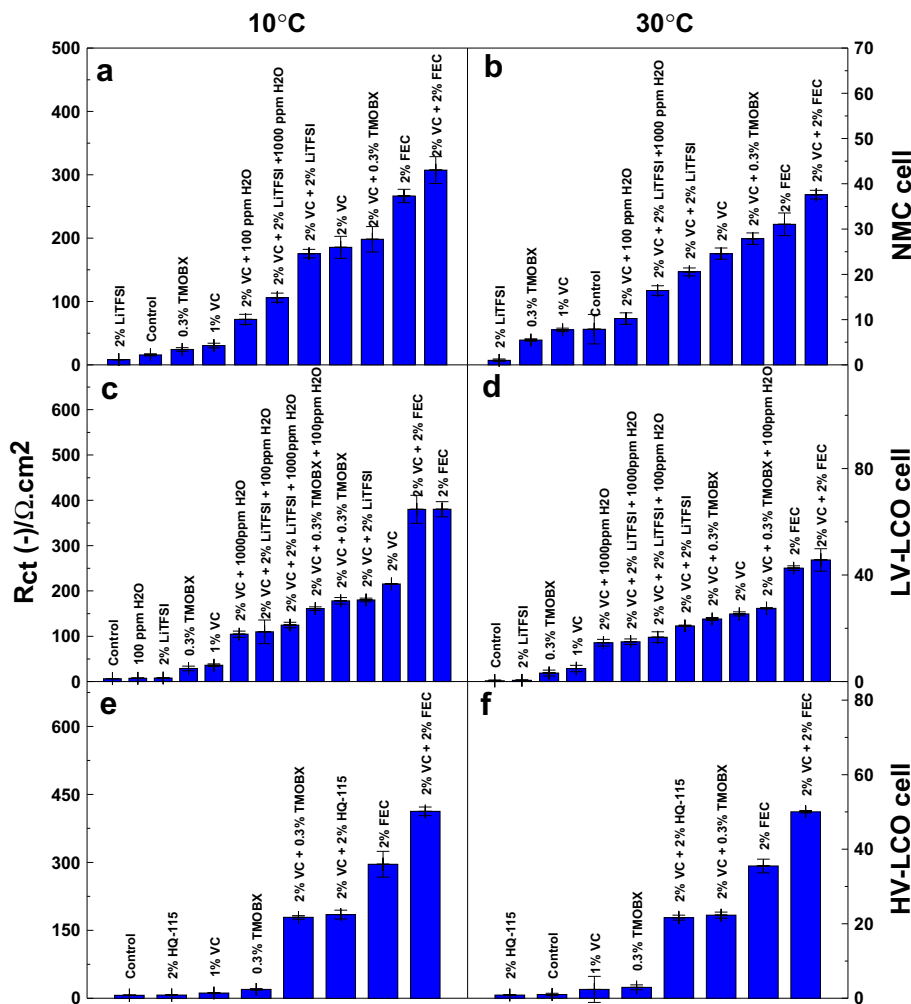 10°C
30°C
Rct (-)/Ω.cm2
a
500
400
300
200
100
0
2% LiTFSI
Control
0.3% TMOBX
1% VC
2% VC + 100 ppm H2O
2% VC + 2% LiTFSI +1000 ppm H2O
2% VC + 2% LiTFSI
2% VC
2% VC + 0.3% TMOBX
2% FEC
2% VC + 2% FEC
b
2% LiTFSI
0.3% TMOBX
1% VC
Control
2% VC + 100 ppm H2O
2% VC + 2% LiTFSI +1000 ppm H2O
2% VC + 2% LiTFSI
2% VC
2% VC + 0.3% TMOBX
2% FEC
2% VC + 2% FEC
70
60
50
40
30
20
10
0
NMC cell
c
600
500
400
300
200
100
0
Control
100 ppm H2O
2% LiTFSI
0.3% TMOBX
1% VC
2% VC + 1000ppm H2O
2% VC + 2% LiTFSI + 100ppm H2O
2% VC + 2% LiTFSI + 1000ppm H2O
2% VC + 0.3% TMOBX + 100ppm H2O
2% VC + 0.3% TMOBX
2% VC + 2% LiTFSI
2% VC
2% VC + 2% FEC
2% FEC
d
Control
2% LiTFSI
0.3% TMOBX
1% VC
2% VC + 1000ppm H2O
2% VC + 2% LiTFSI + 1000ppm H2O
2% VC + 2% LiTFSI + 100ppm H2O
2% VC + 2% LiTFSI
2% VC + 0.3% TMOBX
2% VC
2% VC + 0.3% TMOBX + 100ppm H2O
2% FEC
2% VC + 2% FEC
80
40
0
LV-LCO cell
e
600
450
300
150
0
Control
2% HQ-115
1% VC
0.3% TMOBX
2% VC + 0.3% TMOBX
2% VC + 2% HQ-115
2% FEC
2% VC + 2% FEC
f
2% HQ-115
Control
1% VC
0.3% TMOBX
2% VC + 2% HQ-115
2% VC + 0.3% TMOBX
2% FEC
2% VC + 2% FEC
80
60
40
20
0
HV-LCO cell